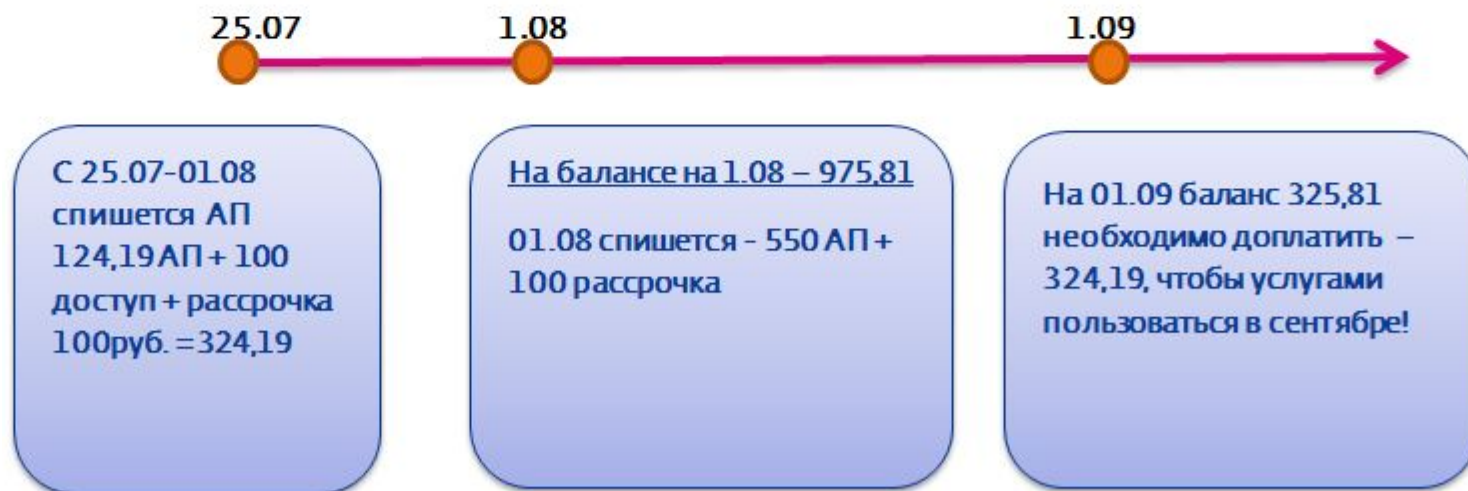 25.07
1.08
1.09
С 25.07-01.08
спишется АП
124,19 АП + 100
доступ + рассрочка
100руб. = 324,19
На балансе на 1.08 – 975,81
01.08 спишется - 550 АП +
100 рассрочка
На 01.09 баланс 325,81
необходимо доплатить –
324,19, чтобы услугами
пользоваться в сентябре!